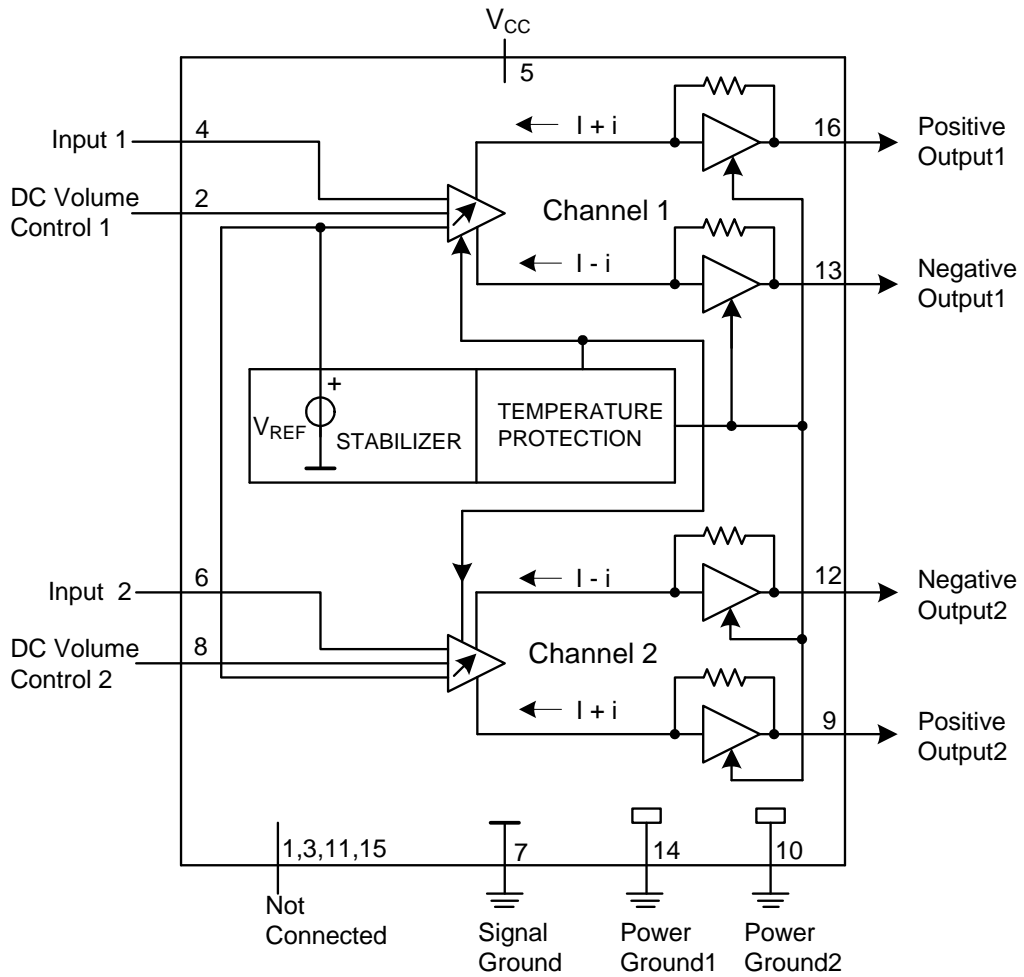 VCC
5
Input 1
4
I + i
16
Positive
Output1
DC Volume
Control 1
2
Channel 1
I - i
13
Negative
Output1
+
VREF
STABILIZER
TEMPERATURE
PROTECTION
Input 2
6
I - i
12
Negative
Output2
DC Volume
Control 2
8
Channel 2
I + i
9
Positive
Output2
1,3,11,15
7
14
10
Not
Connected
Signal
Ground
Power
Ground1
Power
Ground2